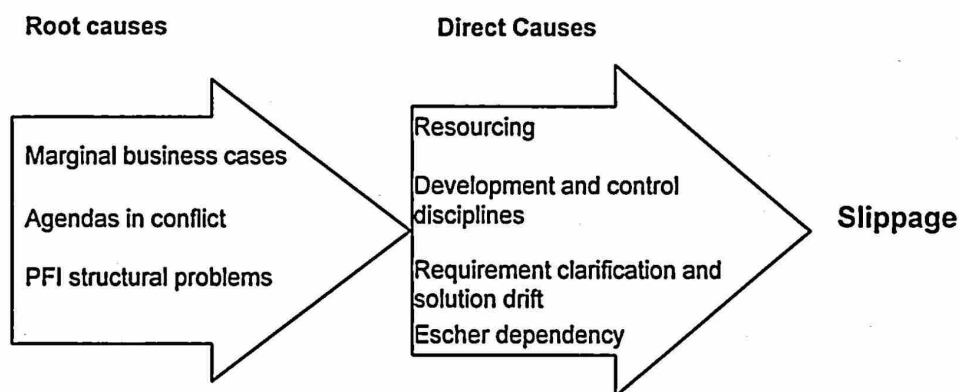 Root causes
Direct Causes
Marginal business cases
Agendas in conflict
PFI structural problems
Resourcing
Development and control
disciplines
Requirement clarification and
solution drift
Escher dependency
Slippage